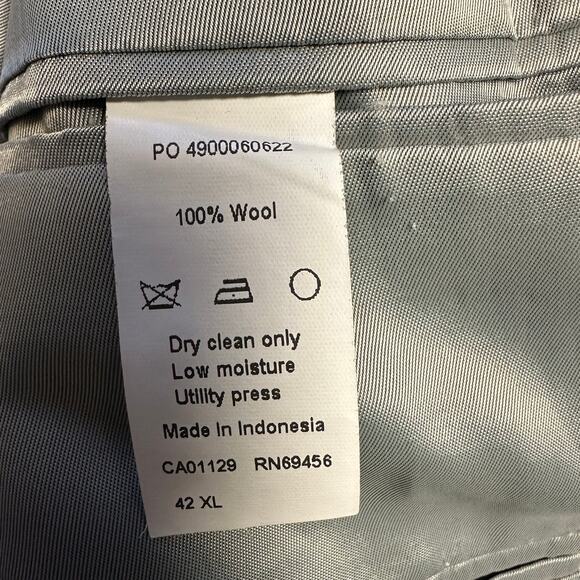 PO 4900060622
100% Wool
Dry clean only
Low moisture
Utility press
Made in Indonesia
CA01129 RN69456
42 XL